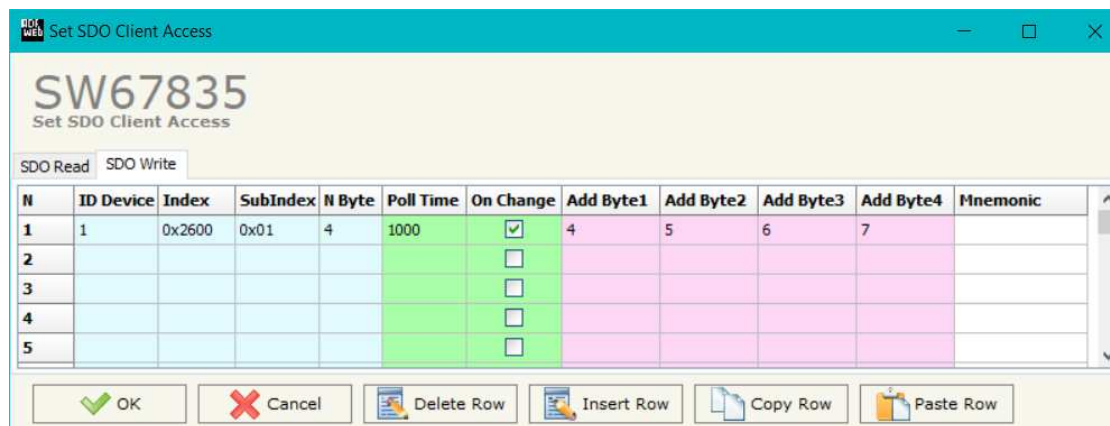 ADF WEB Set SDO Client Access
SW67835
Set SDO Client Access
SDO Read SDO Write
N ID Device Index SubIndex N Byte Poll Time On Change Add Byte1 Add Byte2 Add Byte3 Add Byte4 Mnemonic
1 1 0x2600 0x01 4 1000 4 5 6 7
2
3
4
5
OK Cancel Delete Row Insert Row Copy Row Paste Row